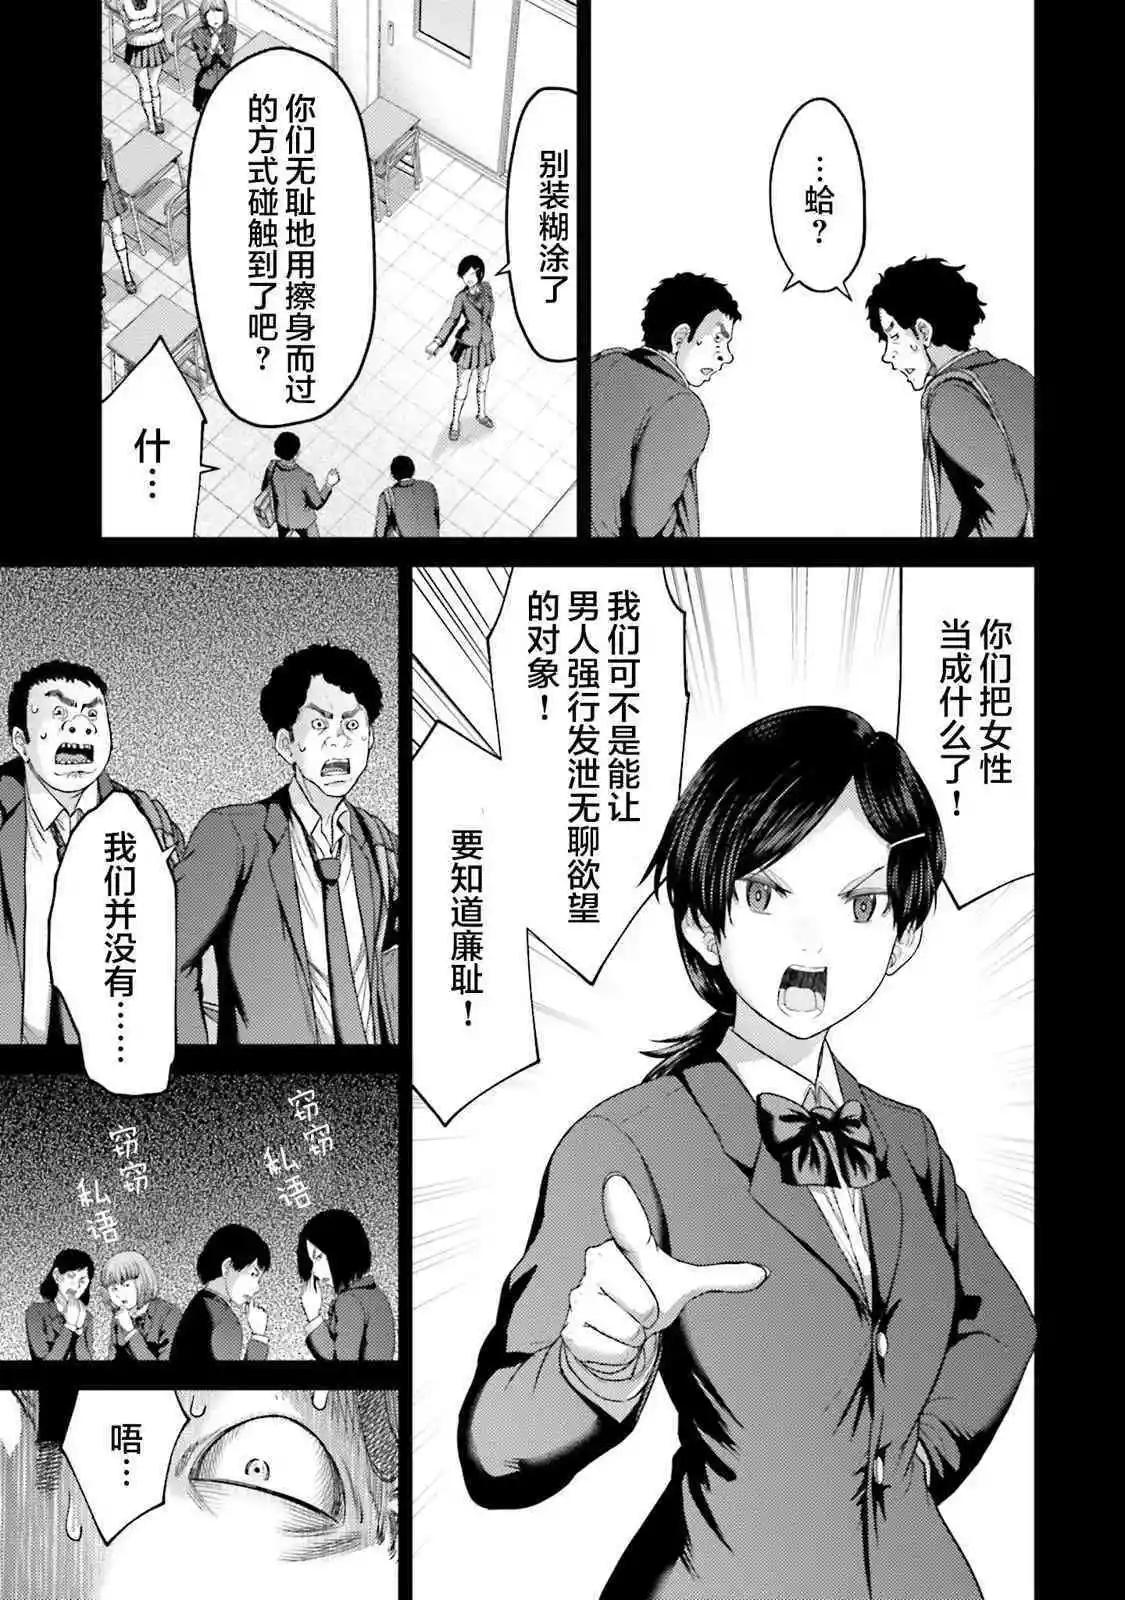 …蛤?
别装糊涂了
你们无耻地用擦身而过
的方式碰触到了吧?
什…
你们把女性
当成什么了!
我们可不是能让
男人强行发泄无聊欲望
的对象!
要知道廉耻!
我们并没有……
窃窃
私语
窃窃
私语
唔…